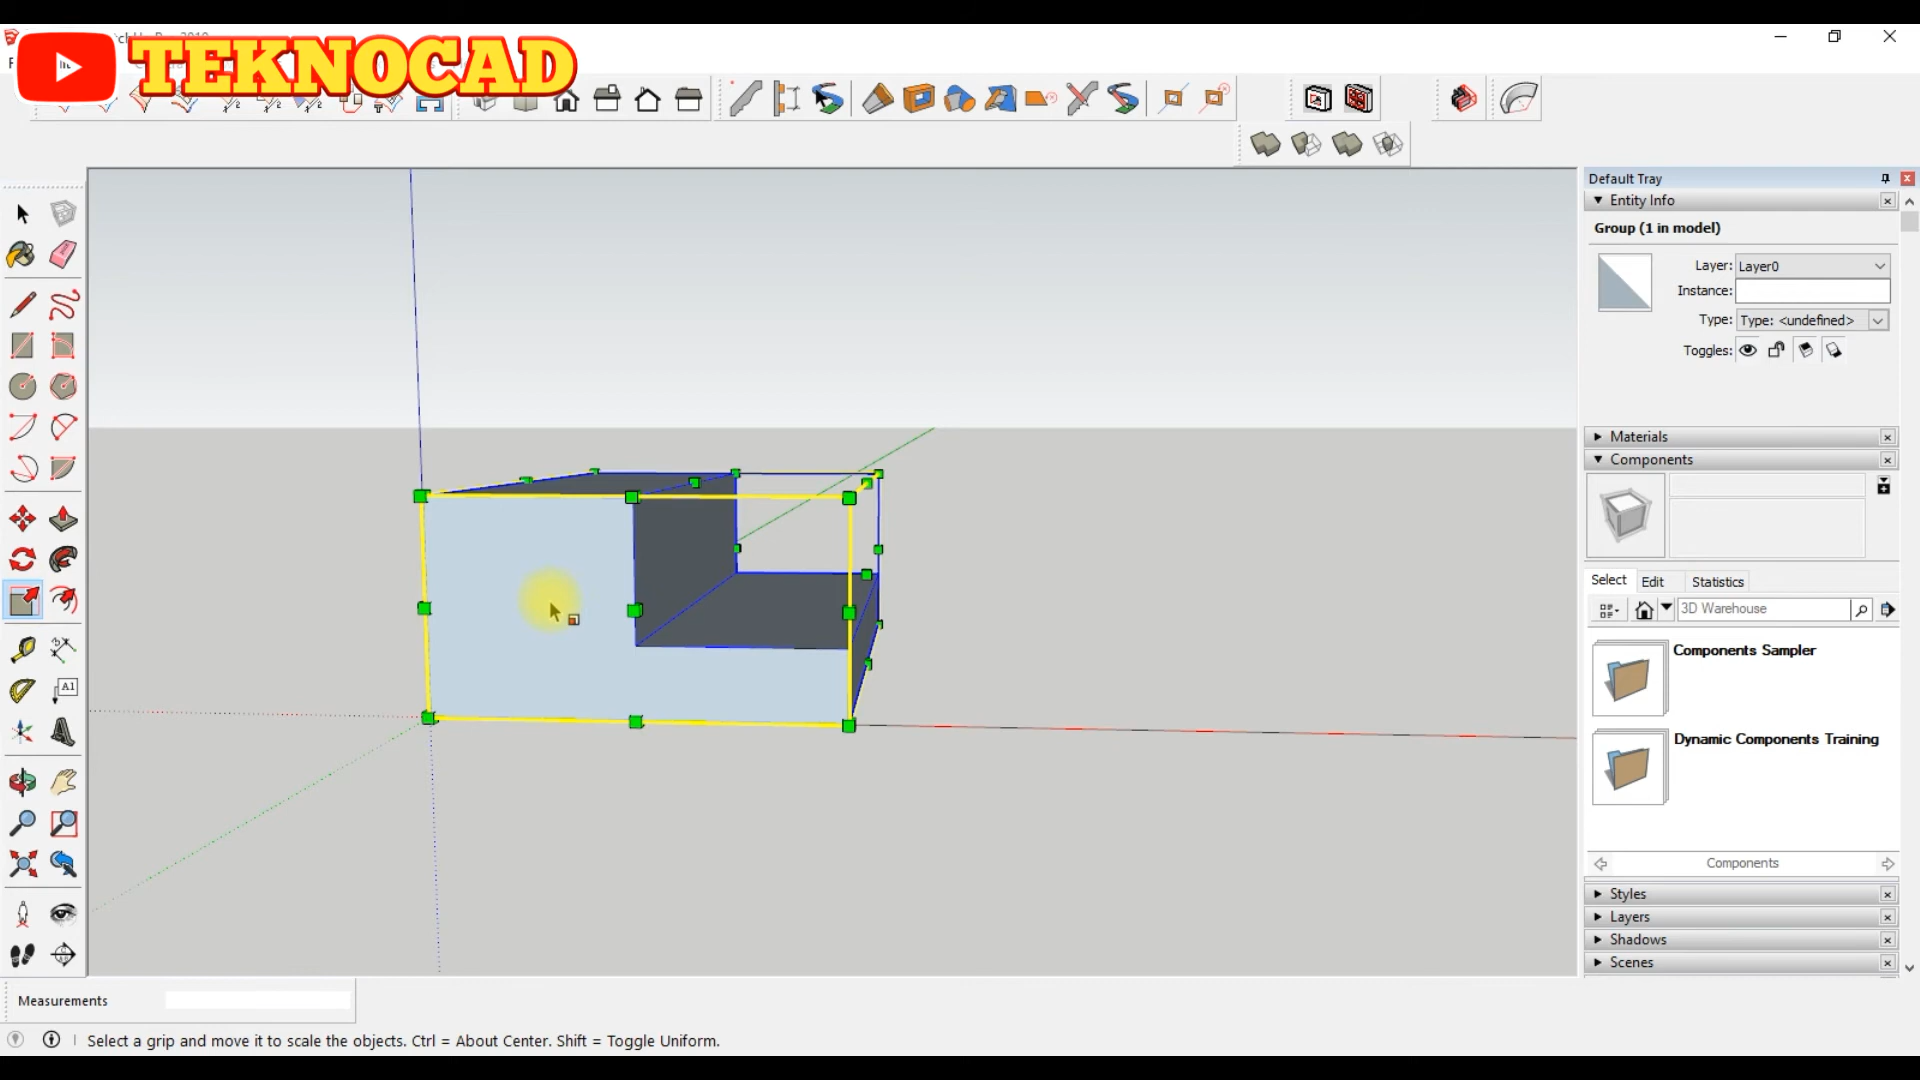 TEKNOCAD
Default Tray
Entity Info
Group (1 in model)
Layer: Layer0
Instance:
Type: Type: <undefined>
Toggles:
Materials
Components
Select Edit Statistics
3D Warehouse
Components Sampler
Dynamic Components Training
Components
Styles
Layers
Shadows
Scenes
A1
Measurements
Select a grip and move it to scale the objects. Ctrl = About Center. Shift = Toggle Uniform.